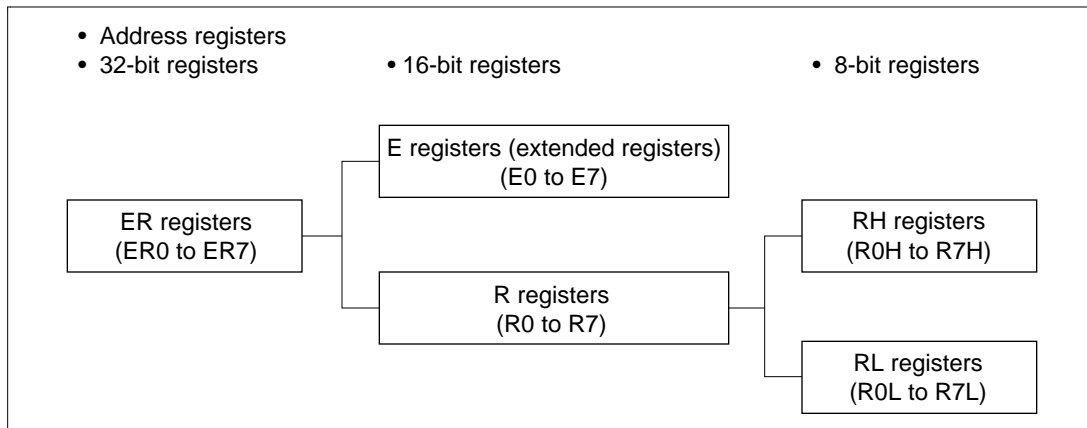 • Address registers
• 32-bit registers
• 16-bit registers
• 8-bit registers
E registers (extended registers)
(E0 to E7)
ER registers
(ER0 to ER7)
RH registers
(R0H to R7H)
R registers
(R0 to R7)
RL registers
(R0L to R7L)